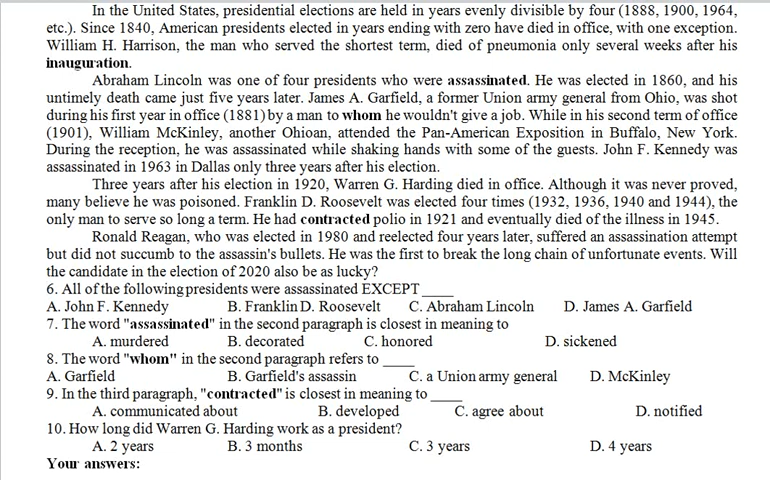 In the United States, presidential elections are held in years evenly divisible by four (1888, 1900, 1964,
etc.). Since 1840, American presidents elected in years ending with zero have died in office, with one exception.
William H. Harrison, the man who served the shortest term, died of pneumonia only several weeks after his
inauguration.
Abraham Lincoln was one of four presidents who were assassinated. He was elected in 1860, and his
untimely death came just five years later. James A. Garfield, a former Union army general from Ohio, was shot
during his first year in office (1881) by a man to whom he wouldn't give a job. While in his second term of office
(1901), William McKinley, another Ohioan, attended the Pan-American Exposition in Buffalo, New York.
During the reception, he was assassinated while shaking hands with some of the guests. John F. Kennedy was
assassinated in 1963 in Dallas only three years after his election.
Three years after his election in 1920, Warren G. Harding died in office. Although it was never proved,
many believe he was poisoned. Franklin D. Roosevelt was elected four times (1932, 1936, 1940 and 1944), the
only man to serve so long a term. He had contracted polio in 1921 and eventually died of the illness in 1945.
Ronald Reagan, who was elected in 1980 and reelected four years later, suffered an assassination attempt
but did not succumb to the assassin's bullets. He was the first to break the long chain of unfortunate events. Will
the candidate in the election of 2020 also be as lucky?
6. All of the following presidents were assassinated EXCEPT ____
A. John F. Kennedy B. Franklin D. Roosevelt C. Abraham Lincoln D. James A. Garfield
7. The word "assassinated" in the second paragraph is closest in meaning to
A. murdered B. decorated C. honored D. sickened
8. The word "whom" in the second paragraph refers to ____
A. Garfield B. Garfield's assassin C. a Union army general D. McKinley
9. In the third paragraph, "contracted" is closest in meaning to ____
A. communicated about B. developed C. agree about D. notified
10. How long did Warren G. Harding work as a president?
A. 2 years B. 3 months C. 3 years D. 4 years
Your answers: